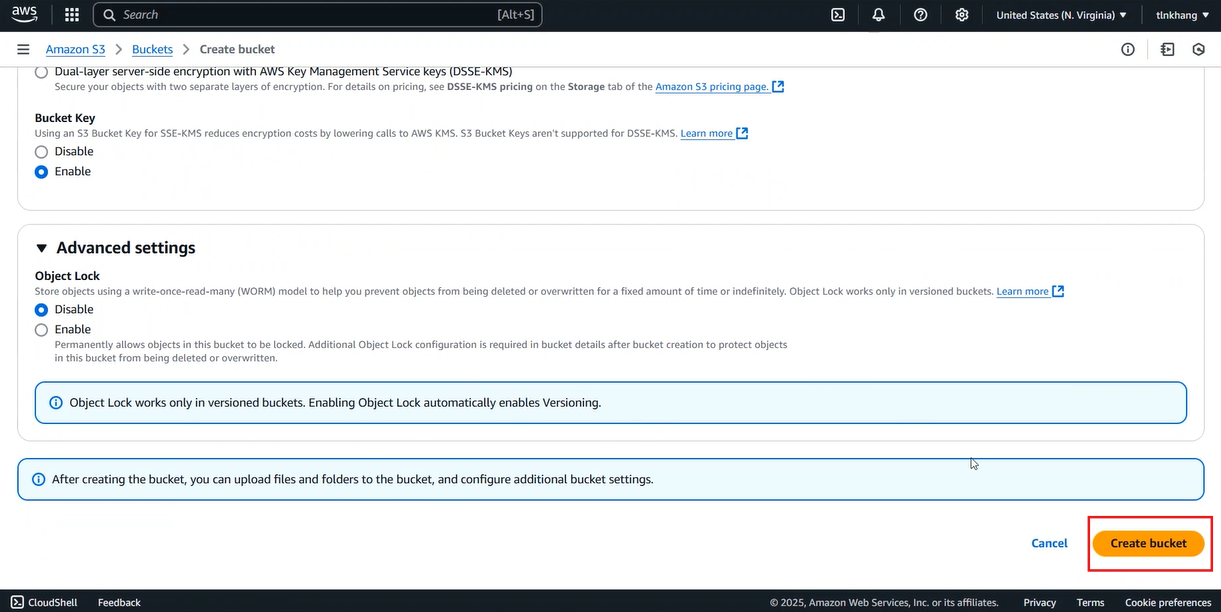 aws
Search [Alt+S] United States (N. Virginia) tlnkhang
Amazon S3 Buckets Create bucket
Dual-layer server-side encryption with AWS Key Management Service keys (DSSE-KMS)
Secure your objects with two separate layers of encryption. For details on pricing, see DSSE-KMS pricing on the Storage tab of the Amazon S3 pricing page.
Bucket Key
Using an S3 Bucket Key for SSE-KMS reduces encryption costs by lowering calls to AWS KMS. S3 Bucket Keys aren't supported for DSSE-KMS. Learn more
Disable
Enable
Advanced settings
Object Lock
Store objects using a write-once-read-many (WORM) model to help you prevent objects from being deleted or overwritten for a fixed amount of time or indefinitely. Object Lock works only in versioned buckets. Learn more
Disable
Enable
Permanently allows objects in this bucket to be locked. Additional Object Lock configuration is required in bucket details after bucket creation to protect objects
in this bucket from being deleted or overwritten.
Object Lock works only in versioned buckets. Enabling Object Lock automatically enables Versioning.
After creating the bucket, you can upload files and folders to the bucket, and configure additional bucket settings.
Cancel Create bucket
CloudShell Feedback © 2025, Amazon Web Services, Inc. or its affiliates. Privacy Terms Cookie preferences